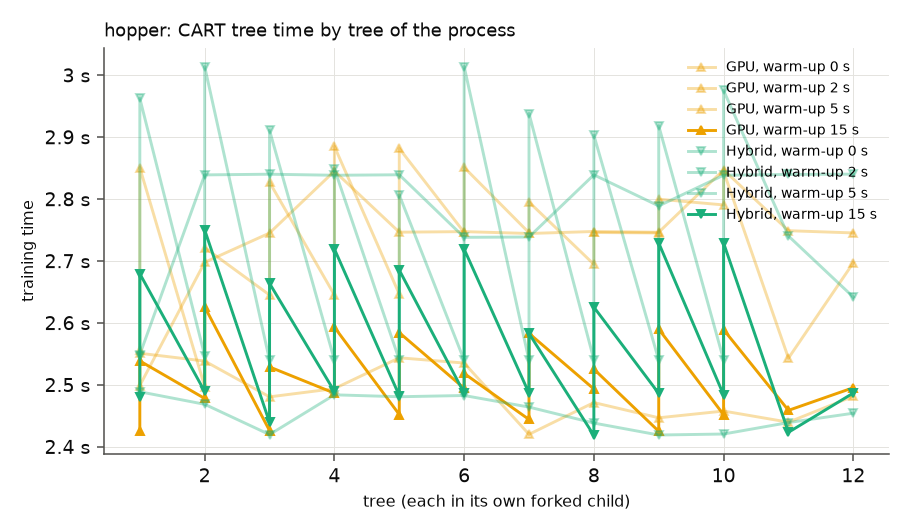 hopper: CART tree time by tree of the process
3 s
2.9 s
2.8 s
2.7 s
2.6 s
2.5 s
2.4 s
training time
2
4
6
8
10
12
tree (each in its own forked child)
GPU, warm-up 0 s
GPU, warm-up 2 s
GPU, warm-up 5 s
GPU, warm-up 15 s
Hybrid, warm-up 0 s
Hybrid, warm-up 2 s
Hybrid, warm-up 5 s
Hybrid, warm-up 15 s